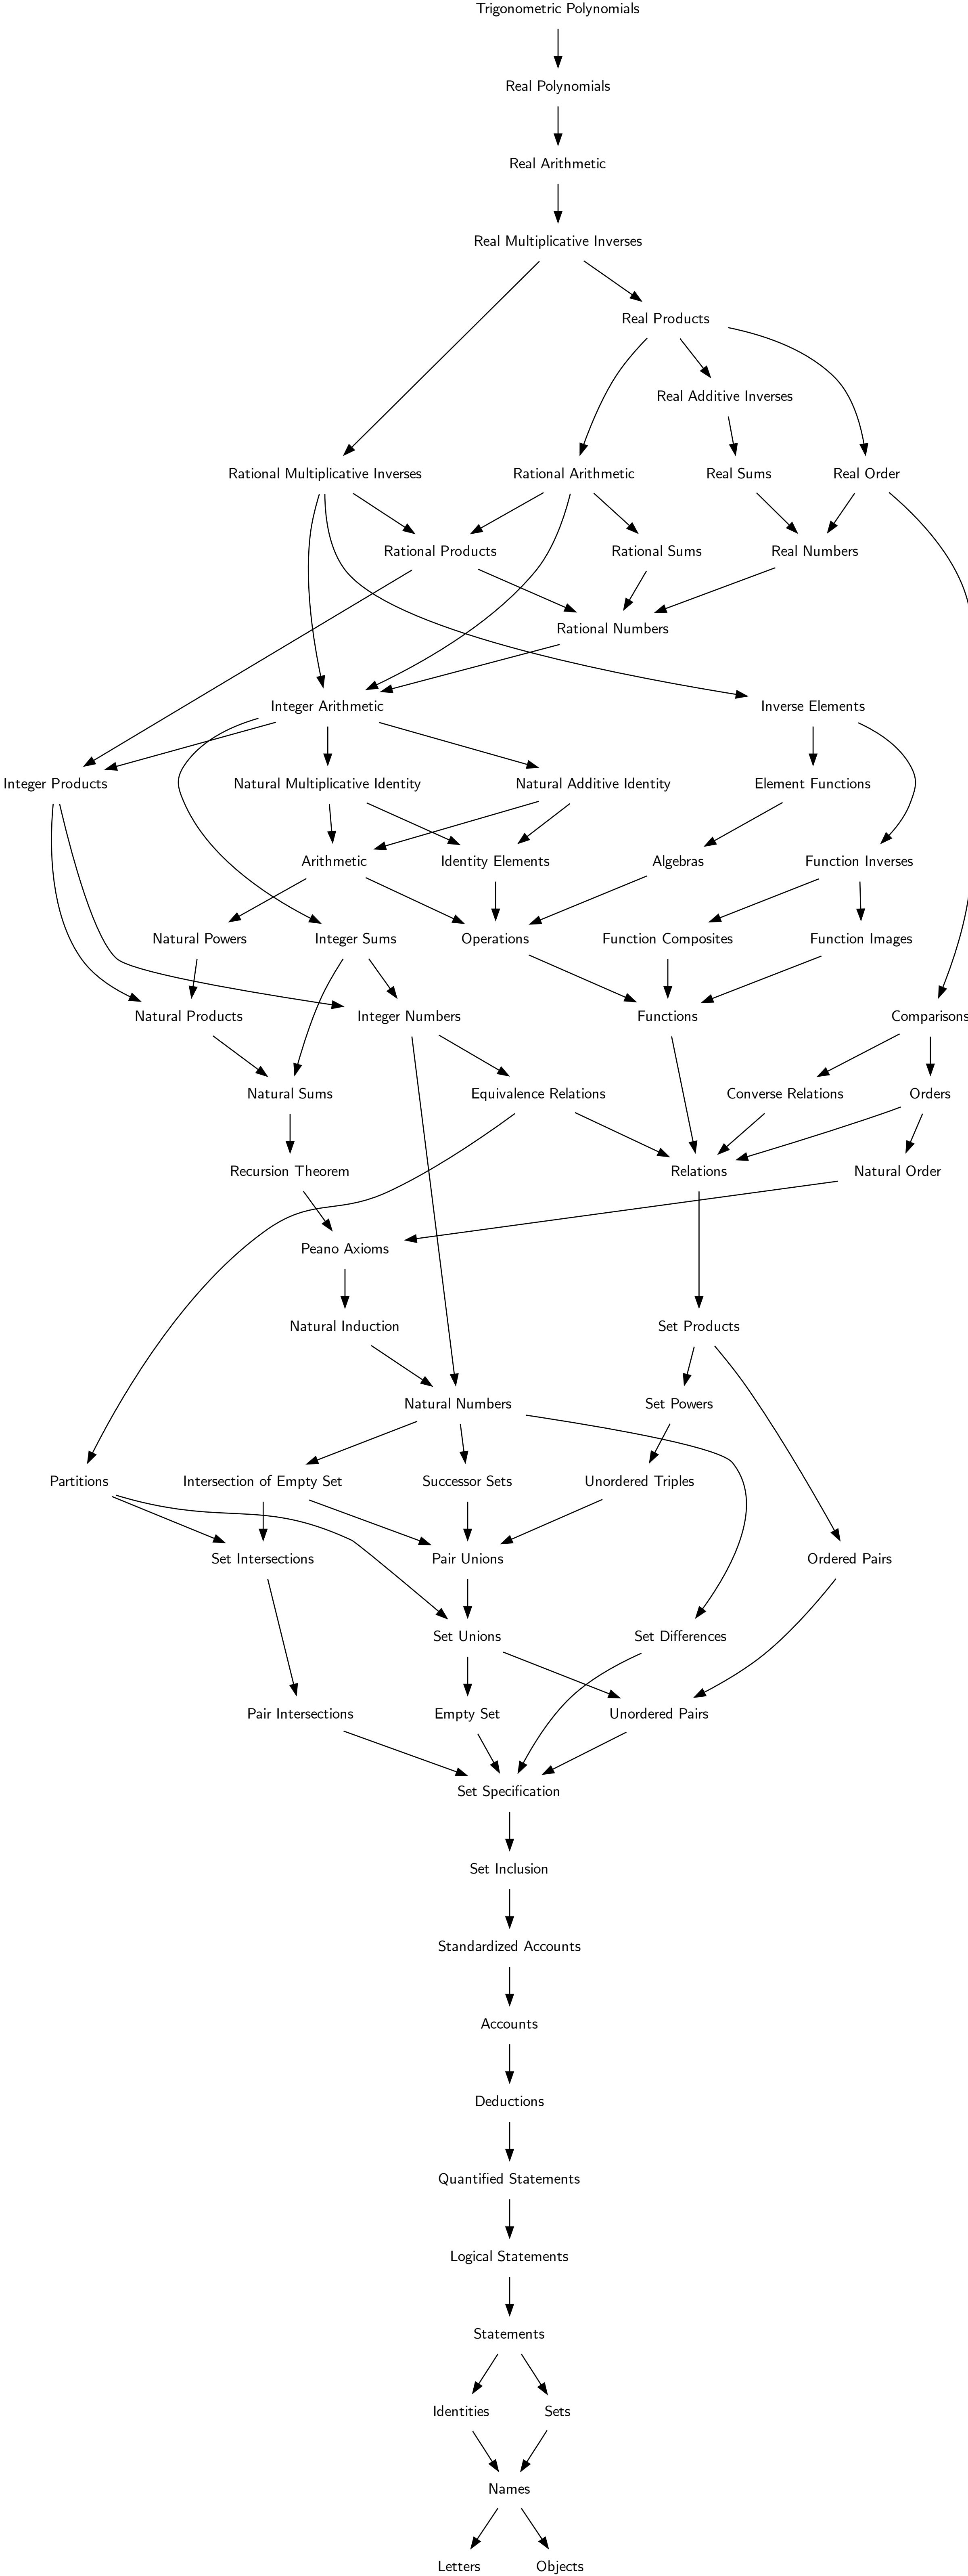 Trigonometric Polynomials
Real Polynomials
Real Arithmetic
Real Multiplicative Inverses
Real Products
Real Additive Inverses
Rational Multiplicative Inverses
Rational Arithmetic
Real Sums
Real Order
Rational Products
Rational Sums
Real Numbers
Rational Numbers
Integer Arithmetic
Inverse Elements
Integer Products
Natural Multiplicative Identity
Natural Additive Identity
Element Functions
Arithmetic
Identity Elements
Algebras
Function Inverses
Natural Powers
Integer Sums
Operations
Function Composites
Function Images
Natural Products
Integer Numbers
Functions
Comparisons
Natural Sums
Equivalence Relations
Converse Relations
Orders
Recursion Theorem
Relations
Natural Order
Peano Axioms
Natural Induction
Set Products
Natural Numbers
Set Powers
Partitions
Intersection of Empty Set
Successor Sets
Unordered Triples
Set Intersections
Pair Unions
Ordered Pairs
Set Unions
Set Differences
Pair Intersections
Empty Set
Unordered Pairs
Set Specification
Set Inclusion
Standardized Accounts
Accounts
Deductions
Quantified Statements
Logical Statements
Statements
Identities
Sets
Names
Letters
Objects